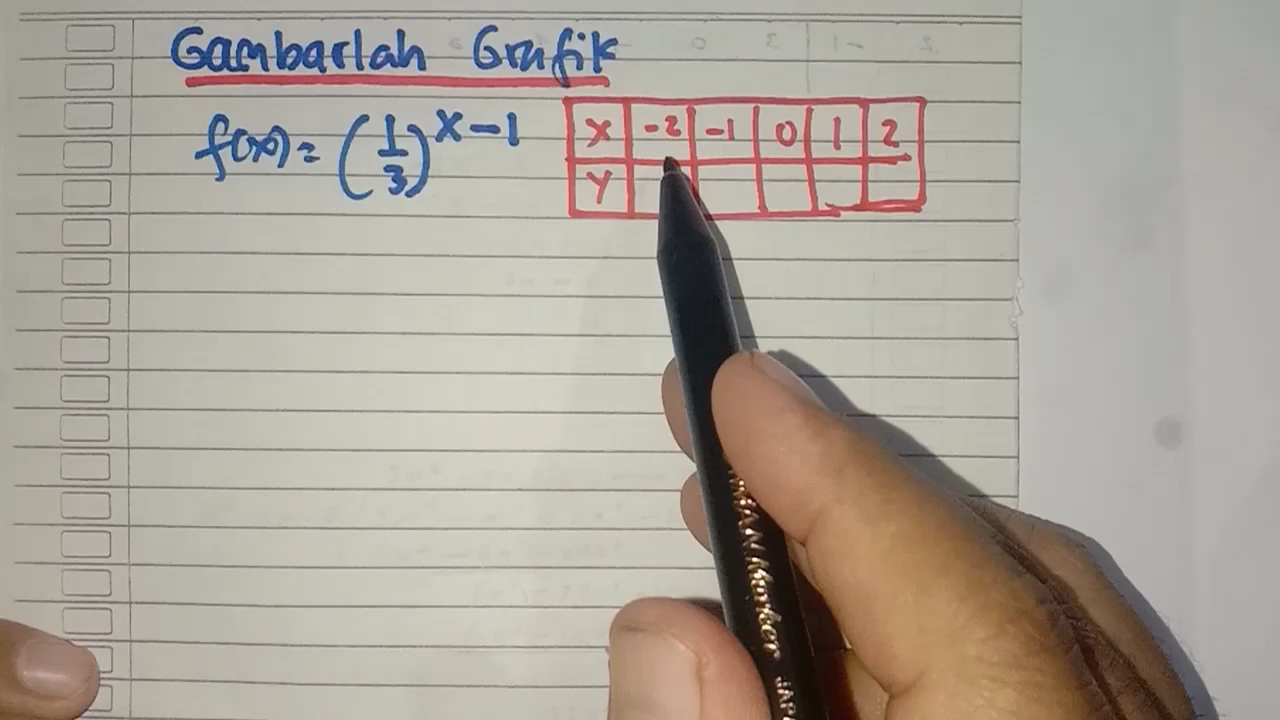 Gambarlah Grafik
f(x) = (1/3)^x-1
X -2 -1 0 1 2
Y